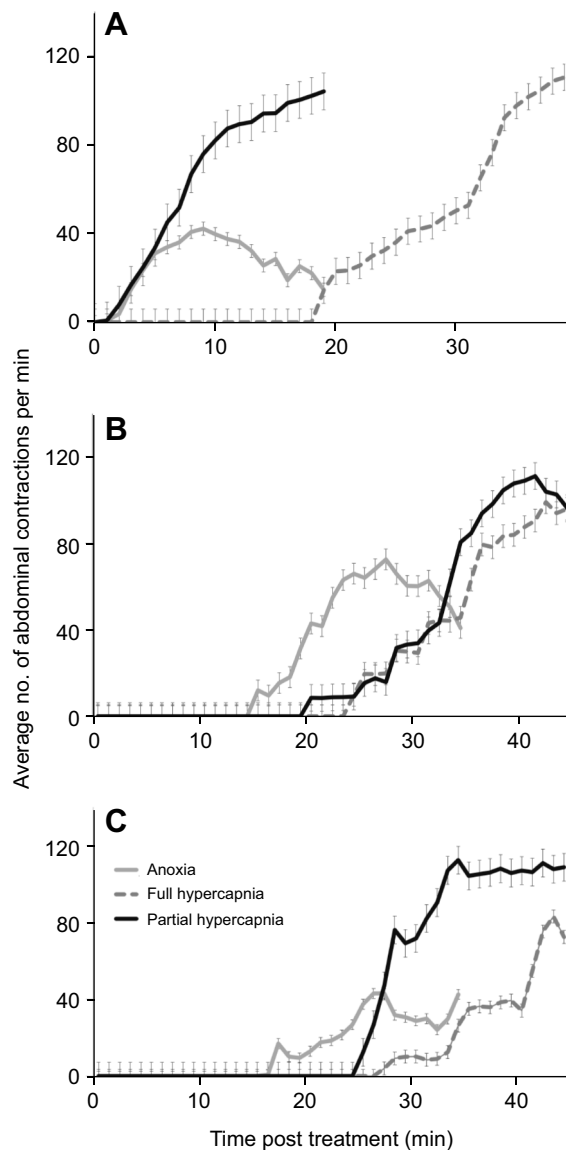 A
120
80
40
0
0 10 20 30
B
120
80
40
0
0 10 20 30 40
C
120
80
40
0
Anoxia
Full hypercapnia
Partial hypercapnia
0 10 20 30 40
Average no. of abdominal contractions per min
Time post treatment (min)